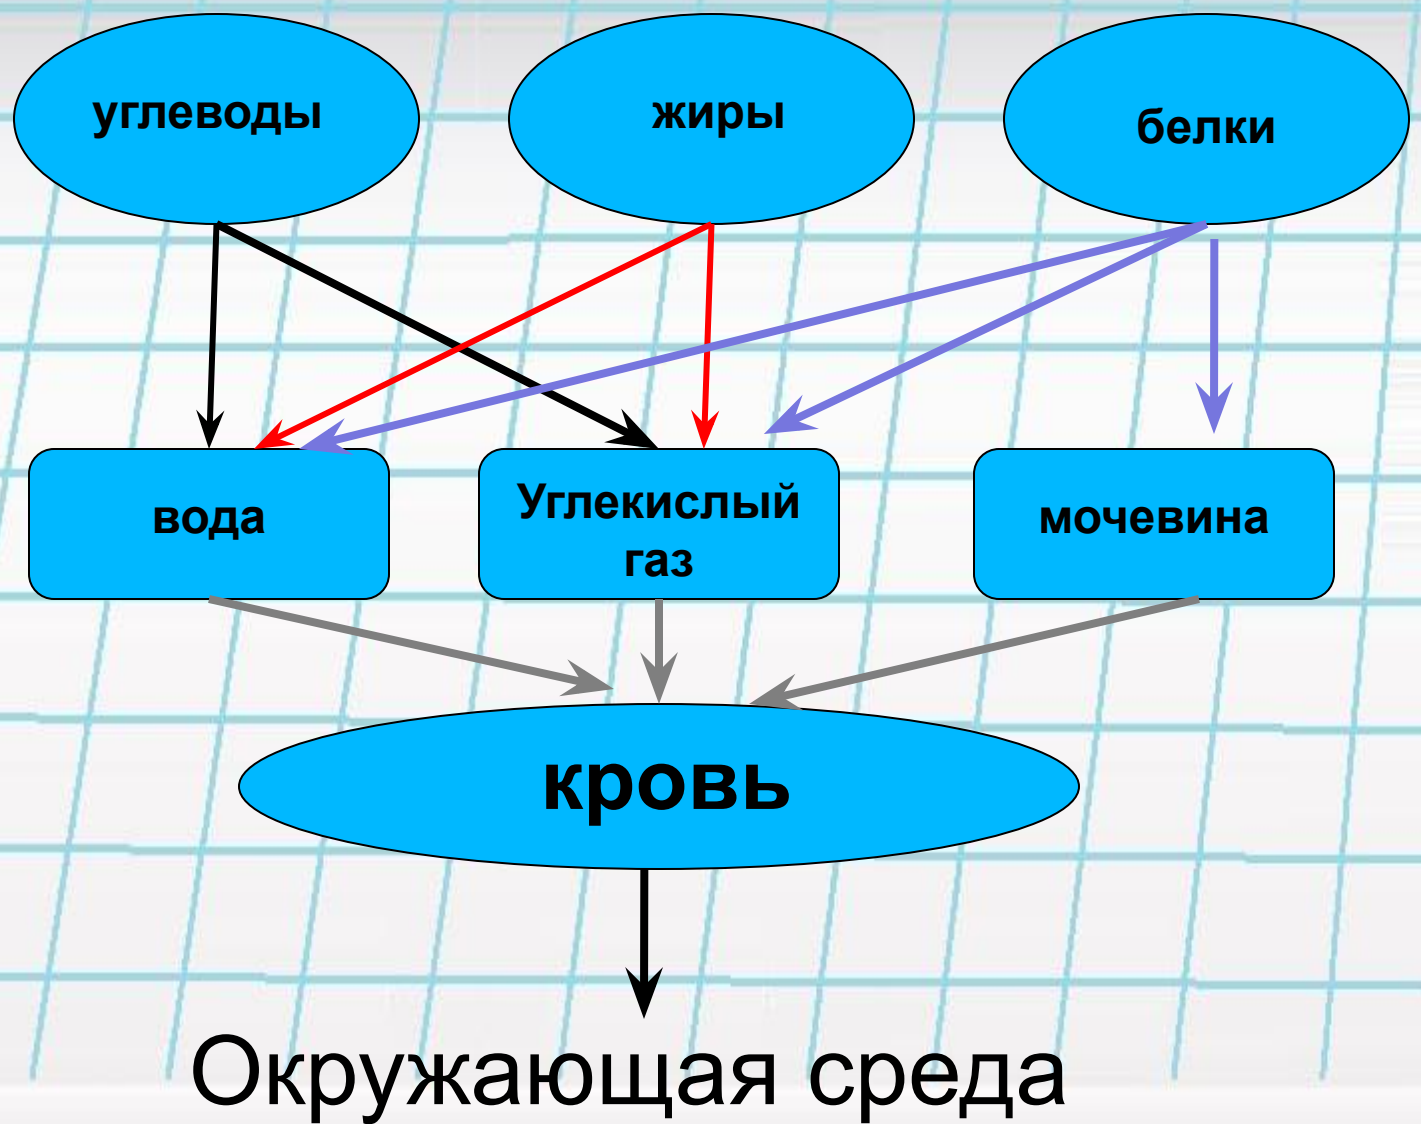 углеводы
жиры
белки
вода
Углекислый
газ
мочевина
кровь
Окружающая среда